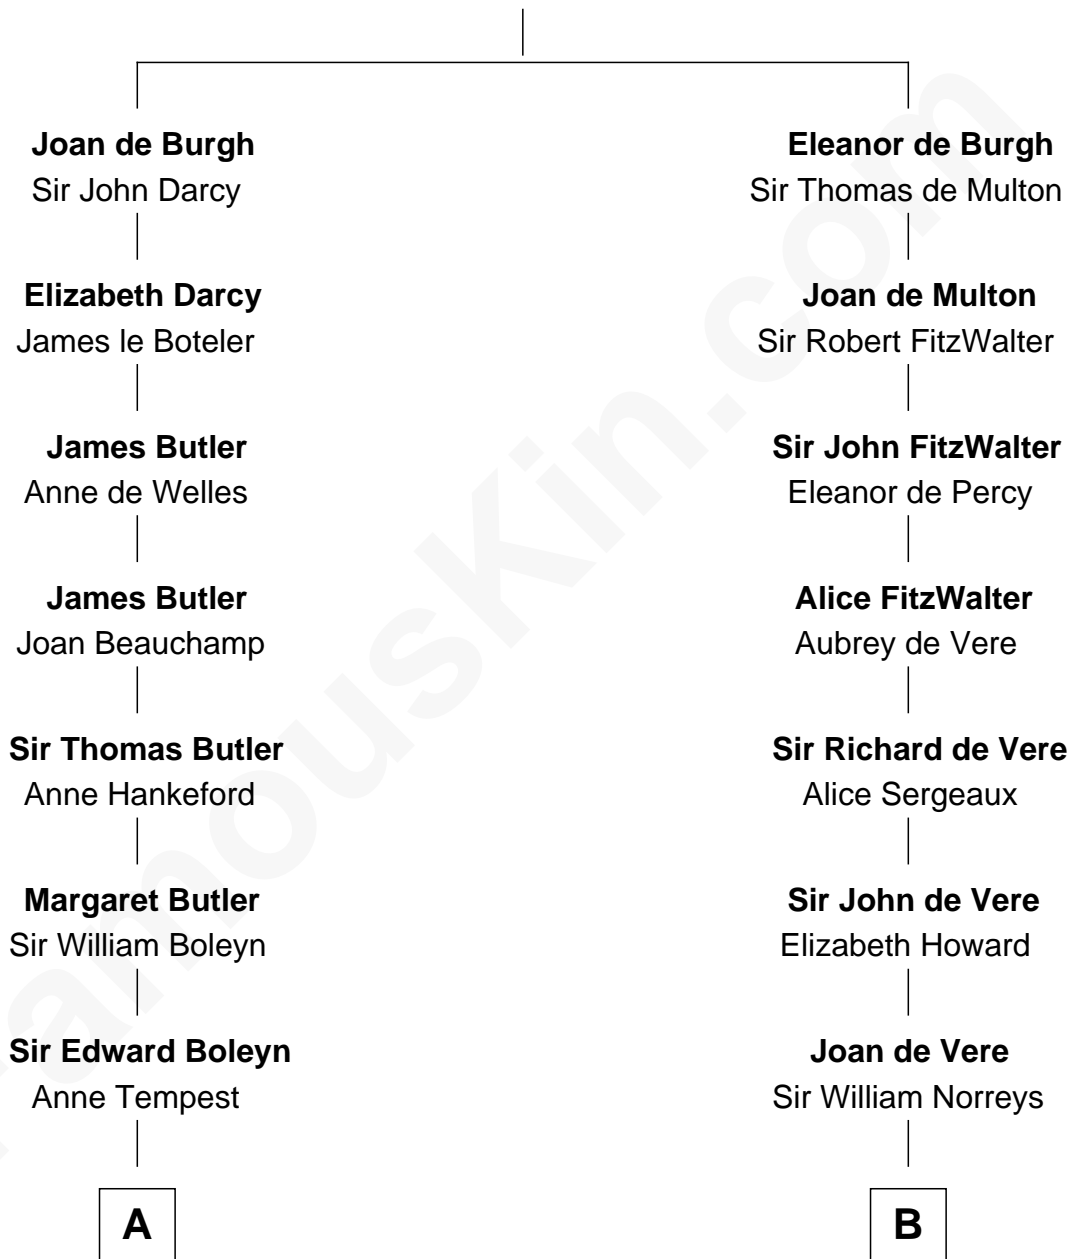 Joan de Burgh
Sir John Darcy
Elizabeth Darcy
James le Boteler
James Butler
Anne de Welles
James Butler
Joan Beauchamp
Sir Thomas Butler
Anne Hankeford
Margaret Butler
Sir William Boleyn
Sir Edward Boleyn
Anne Tempest
A
Eleanor de Burgh
Sir Thomas de Multon
Joan de Multon
Sir Robert FitzWalter
Sir John FitzWalter
Eleanor de Percy
Alice FitzWalter
Aubrey de Vere
Sir Richard de Vere
Alice Sergeaux
Sir John de Vere
Elizabeth Howard
Joan de Vere
Sir William Norreys
B
FamousKin.com